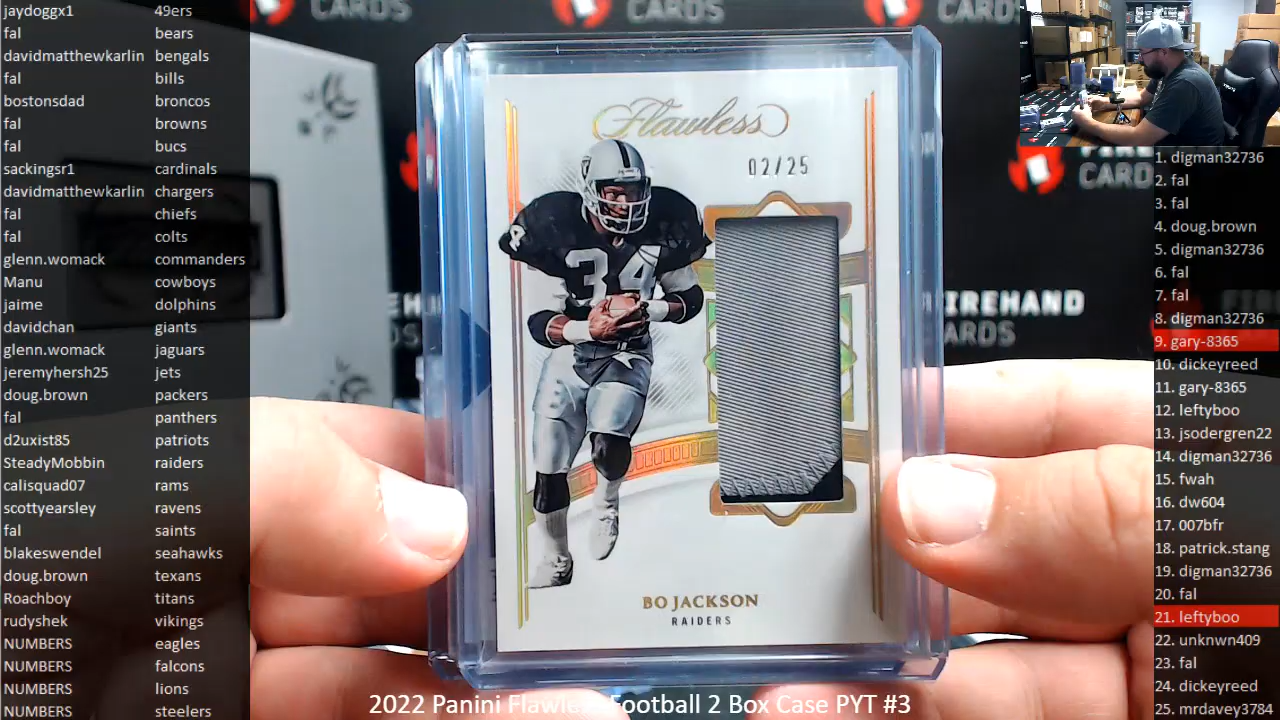 jaydoggx1 49ers
fal bears
davidmatthewkarlin bengals
fal bills
bostonsdad broncos
fal browns
fal bucs
sackingsr1 cardinals
davidmatthewkarlin chargers
fal chiefs
fal colts
glenn.womack commanders
Manu cowboys
jaime dolphins
davidchan giants
glenn.womack jaguars
jeremyhersh25 jets
doug.brown packers
fal panthers
d2uxist85 patriots
SteadyMobbin raiders
calisquad07 rams
scottyearsley ravens
fal saints
blakeswendel seahawks
doug.brown texans
Roachboy titans
rudyshek vikings
NUMBERS eagles
NUMBERS falcons
NUMBERS lions
NUMBERS steelers
CARDS
CARDS
CARDS
Flawless
02/25
34
4
BO JACKSON
RAIDERS
FIREHAND
CARDS
CARDS
2022 Panini Flawless Football 2 Box Case PYT #3
1. digman32736
2. fal
3. fal
4. doug.brown
5. digman32736
6. fal
7. fal
8. digman32736
9. gary-8365
10. dickeyreed
11. gary-8365
12. leftyboo
13. jsodergren22
14. digman32736
15. fwah
16. dw604
17. 007bfr
18. patrick.stang
19. digman32736
20. fal
21. leftyboo
22. unknwn409
23. fal
24. dickeyreed
25. mrdavey3784